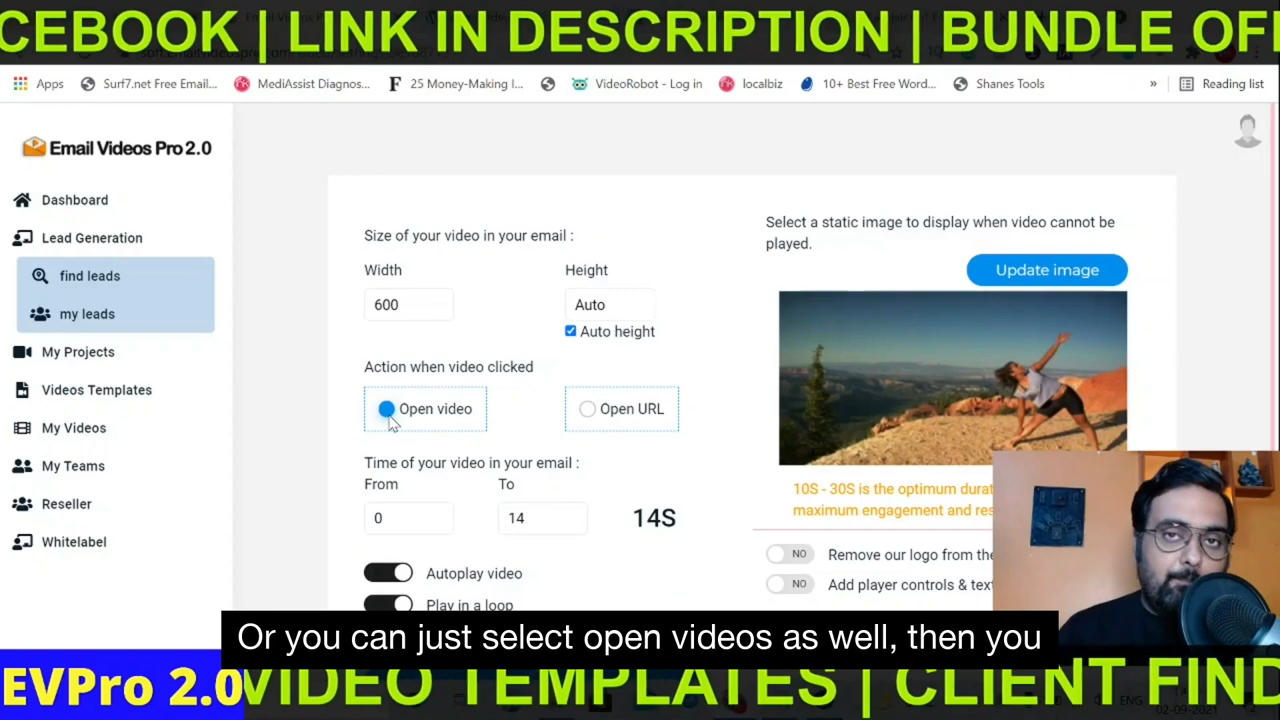 CEBOOK | LINK IN DESCRIPTION | BUNDLE OF
Apps
Surf7.net Free Email...
MediAssist Diagnos...
25 Money-Making I...
VideoRobot - Log in
localbiz
10+ Best Free Word...
Shanes Tools
»
Reading list
Email Videos Pro 2.0
Dashboard
Lead Generation
find leads
my leads
My Projects
Videos Templates
My Videos
My Teams
Reseller
Whitelabel
Size of your video in your email :
Width
Height
600
Auto
Auto height
Action when video clicked
Open video
Open URL
Time of your video in your email :
From
To
0
14
14S
Autoplay video
Play in a loop
Select a static image to display when video cannot be
played.
Update image
10S - 30S is the optimum durat
maximum engagement and res
NO
Remove our logo from the
NO
Add player controls & text
Or you can just select open videos as well, then you
EVPro 2.0
VIDEO TEMPLATES | CLIENT FIND
ENG
02-09-2021